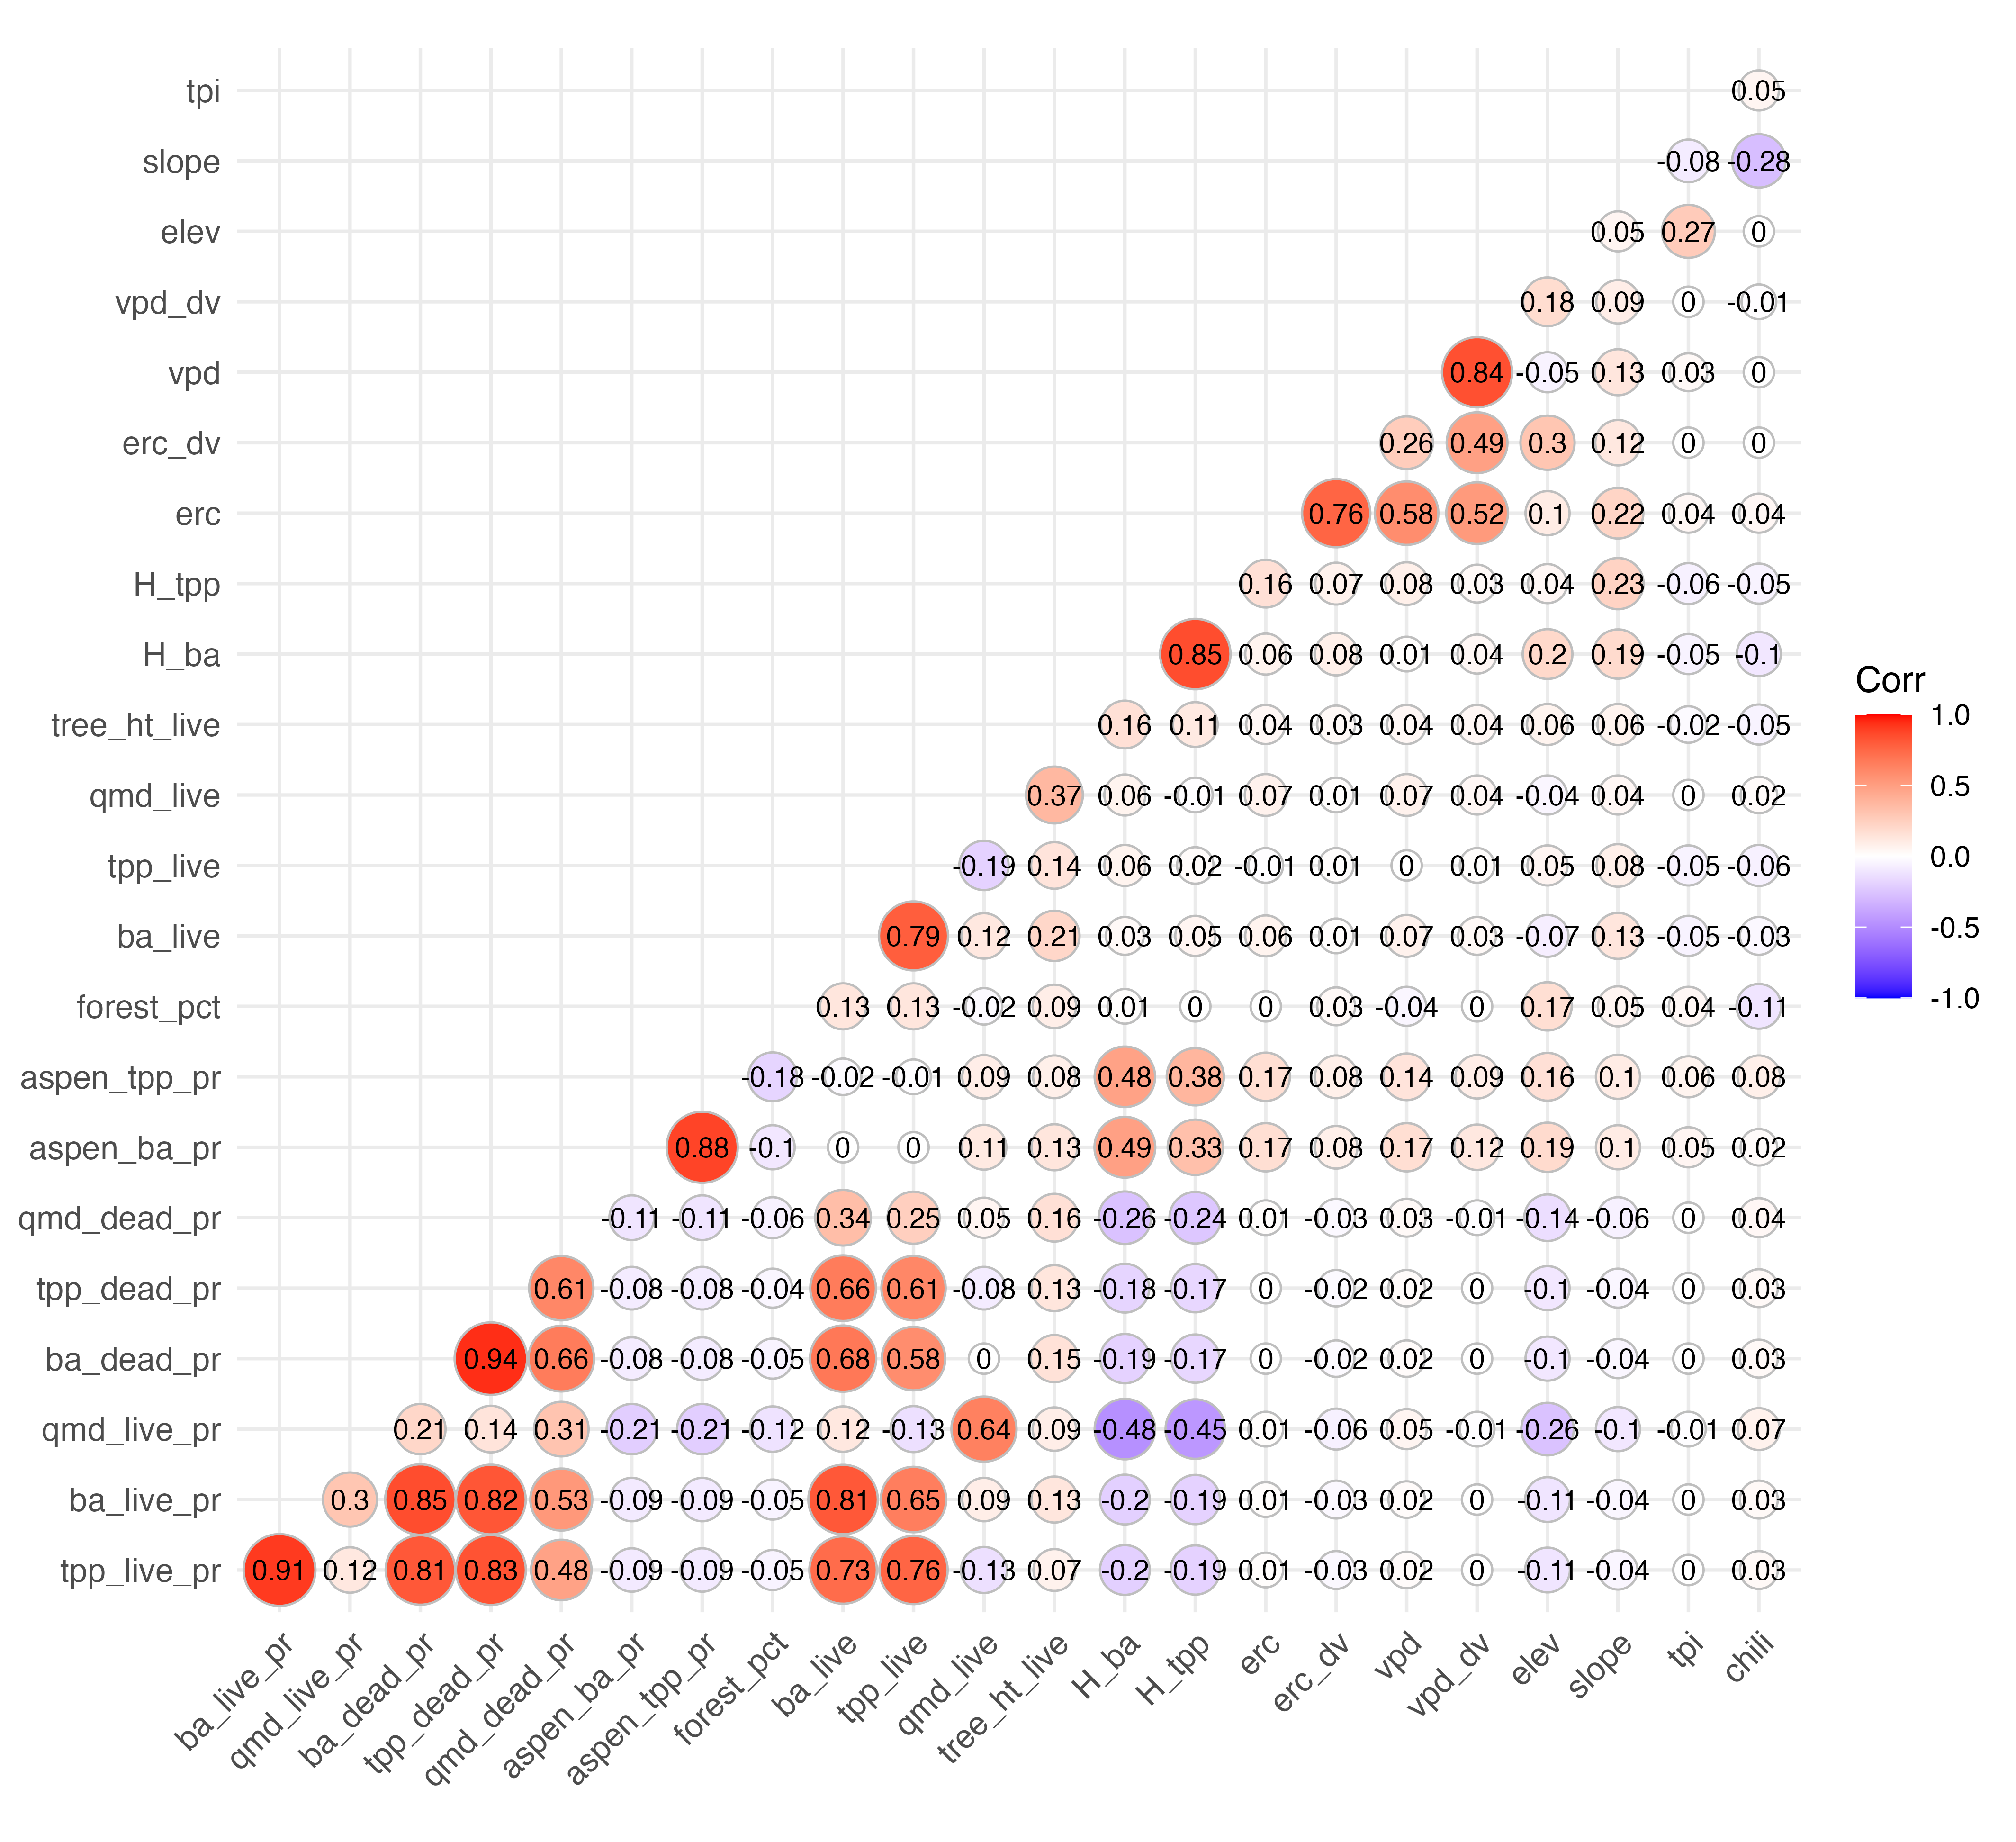 tpi 0.05
slope -0.08 -0.28
elev 0.05 0.27 0
vpd_dv 0.18 0.09 0 -0.01
vpd 0.84 -0.05 0.13 0.03 0
erc_dv 0.26 0.49 0.3 0.12 0 0
erc 0.76 0.58 0.52 0.1 0.22 0.04 0.04
H_tpp 0.16 0.07 0.08 0.03 0.04 0.23 -0.06 -0.05
H_ba 0.85 0.06 0.08 0.01 0.04 0.2 0.19 -0.05 -0.1
tree_ht_live 0.16 0.11 0.04 0.03 0.04 0.04 0.06 0.06 -0.02 -0.05
qmd_live 0.37 0.06 -0.01 0.07 0.01 0.07 0.04 -0.04 0.04 0 0.02
tpp_live -0.19 0.14 0.06 0.02 -0.01 0.01 0 0.01 0.05 0.08 -0.05 -0.06
ba_live 0.79 0.12 0.21 0.03 0.05 0.06 0.01 0.07 0.03 -0.07 0.13 -0.05 -0.03
forest_pct 0.13 0.13 -0.02 0.09 0.01 0 0 0.03 -0.04 0 0.17 0.05 0.04 -0.11
aspen_tpp_pr -0.18 -0.02 -0.01 0.09 0.08 0.48 0.38 0.17 0.08 0.14 0.09 0.16 0.1 0.06 0.08
aspen_ba_pr 0.88 -0.1 0 0 0.11 0.13 0.49 0.33 0.17 0.08 0.17 0.12 0.19 0.1 0.05 0.02
qmd_dead_pr -0.11 -0.11 -0.06 0.34 0.25 0.05 0.16 -0.26 -0.24 0.01 -0.03 0.03 -0.01 -0.14 -0.06 0 0.04
tpp_dead_pr 0.61 -0.08 -0.08 -0.04 0.66 0.61 -0.08 0.13 -0.18 -0.17 0 -0.02 0.02 0 -0.1 -0.04 0 0.03
ba_dead_pr 0.94 0.66 -0.08 -0.08 -0.05 0.68 0.58 0 0.15 -0.19 -0.17 0 -0.02 0.02 0 -0.1 -0.04 0 0.03
qmd_live_pr 0.21 0.14 0.31 -0.21 -0.21 -0.12 0.12 -0.13 0.64 0.09 -0.48 -0.45 0.01 -0.06 0.05 -0.01 -0.26 -0.1 -0.01 0.07
ba_live_pr 0.3 0.85 0.82 0.53 -0.09 -0.09 -0.05 0.81 0.65 0.09 0.13 -0.2 -0.19 0.01 -0.03 0.02 0 -0.11 -0.04 0 0.03
tpp_live_pr 0.91 0.12 0.81 0.83 0.48 -0.09 -0.09 -0.05 0.73 0.76 -0.13 0.07 -0.2 -0.19 0.01 -0.03 0.02 0 -0.11 -0.04 0 0.03
ba_live_pr
qmd_live_pr
ba_dead_pr
tpp_dead_pr
qmd_dead_pr
aspen_ba_pr
aspen_tpp_pr
forest_pct
ba_live
tpp_live
qmd_live
tree_ht_live
H_ba
H_tpp
erc
erc_dv
vpd
vpd_dv
elev
slope
tpi
chili
Corr
1.0
0.5
0.0
-0.5
-1.0